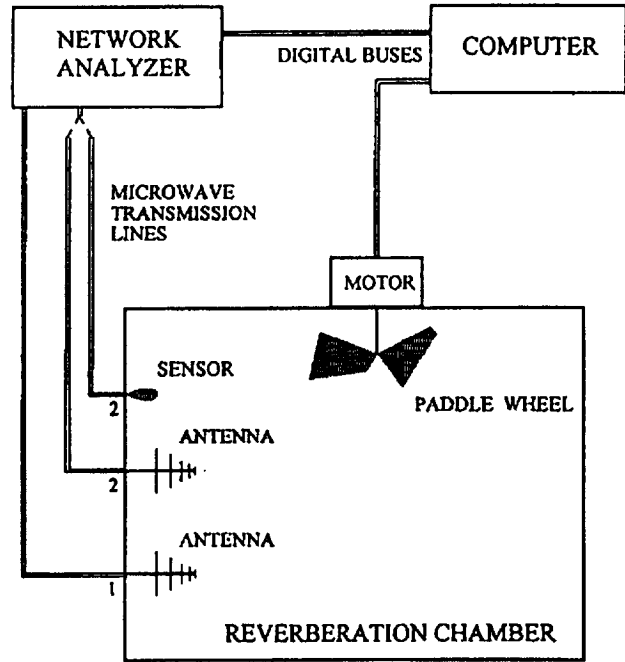 NETWORK
ANALYZER
DIGITAL BUSES
COMPUTER
MICROWAVE
TRANSMISSION
LINES
MOTOR
SENSOR
2
PADDLE WHEEL
ANTENNA
2
ANTENNA
1
REVERBERATION CHAMBER